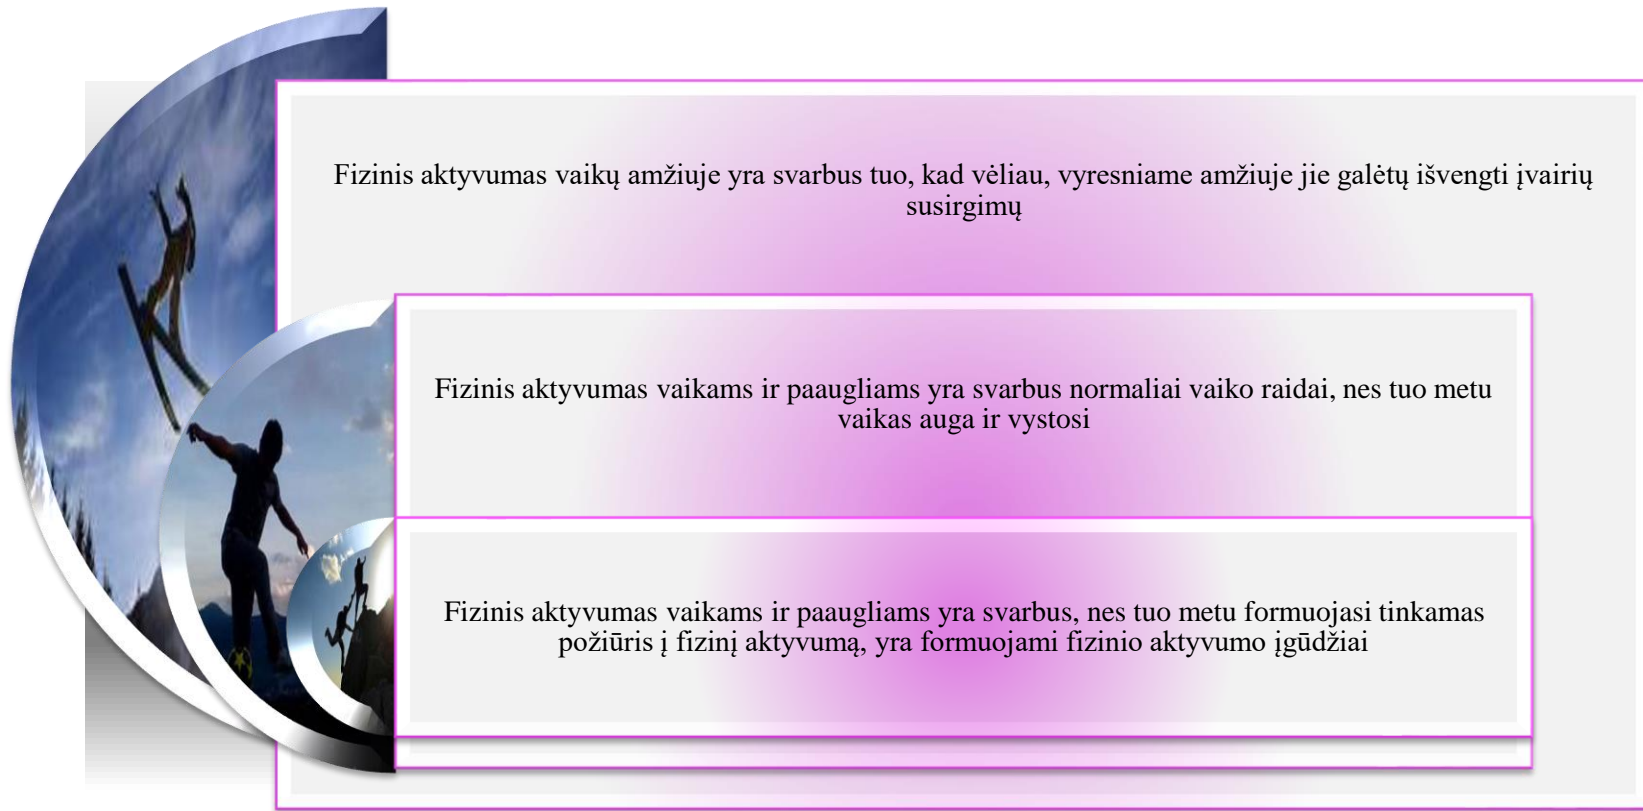 Fizinis aktyvumas vaikų amžiuje yra svarbus tuo, kad vėliau, vyresniame amžiuje jie galėtų išvengti įvairių
susirgimų
Fizinis aktyvumas vaikams ir paaugliams yra svarbus normaliai vaiko raidai, nes tuo metu
vaikas auga ir vystosi
Fizinis aktyvumas vaikams ir paaugliams yra svarbus, nes tuo metu formuojasi tinkamas
požiūris į fizinį aktyvumą, yra formuojami fizinio aktyvumo įgūdžiai